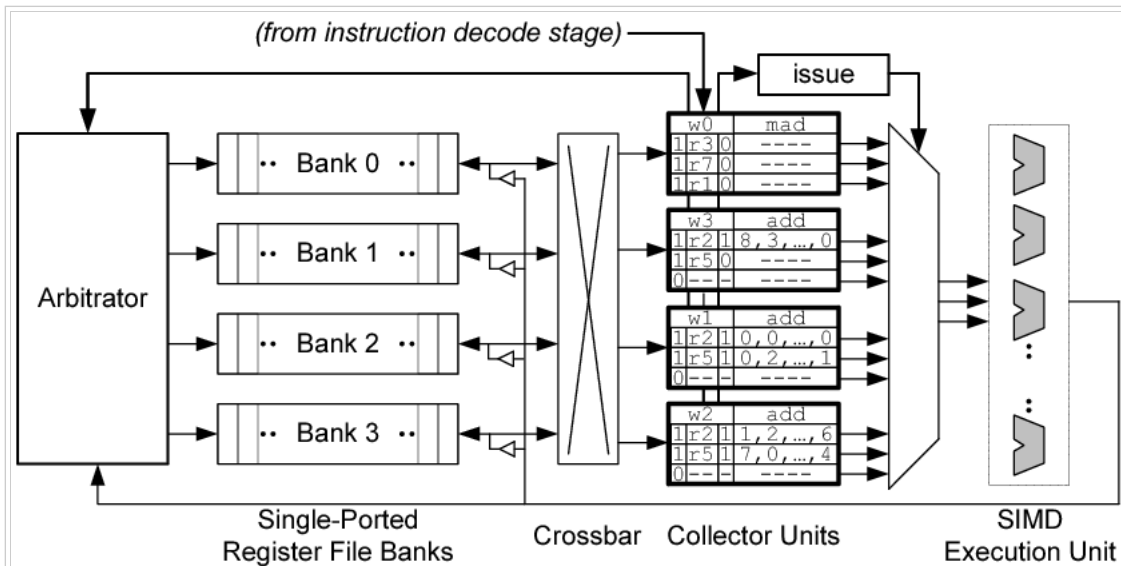 (from instruction decode stage)
issue
Arbitrator
.. Bank 0 ..
.. Bank 1 ..
.. Bank 2 ..
.. Bank 3 ..
w0 mad
1 r3 0 ----
1 r7 0 ----
1 r1 0 ----
w3 add
1 r2 1 8,3,…,0
1 r5 0 ----
0 -- - ----
w1 add
1 r2 1 0,0,…,0
1 r5 1 0,2,…,1
0 -- - ----
w2 add
1 r2 1 1,2,…,6
1 r5 1 7,0,…,4
0 -- - ----
Single-Ported
Register File Banks
Crossbar
Collector Units
SIMD
Execution Unit